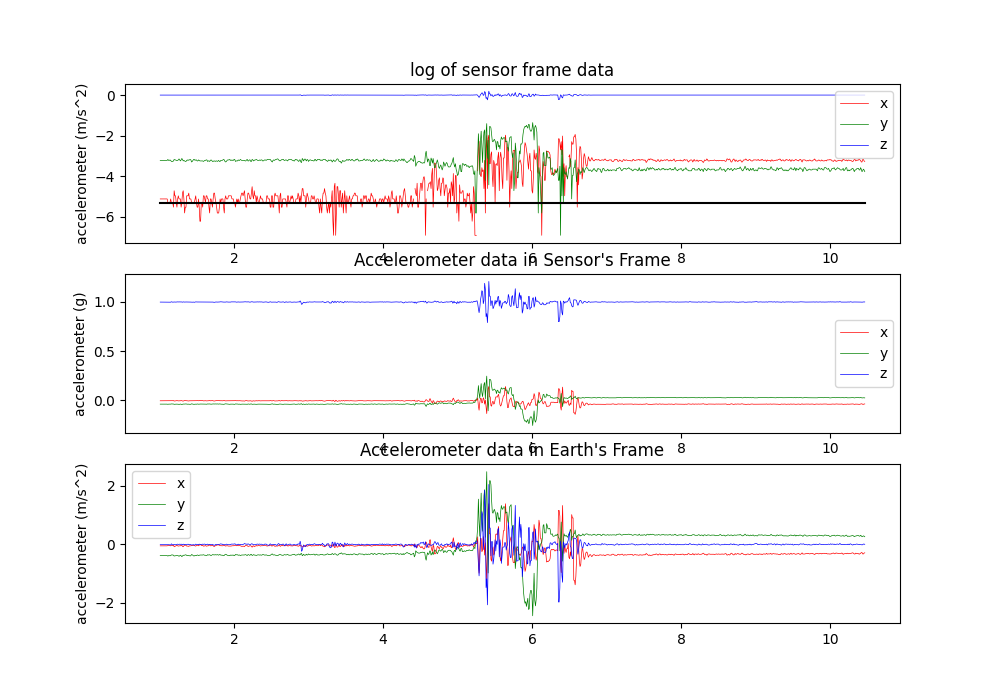 log of sensor frame data
accelerometer (m/s^2)
0
−2
−4
−6
x
y
z
2
4
6
8
10
Accelerometer data in Sensor's Frame
accelerometer (g)
1.0
0.5
0.0
x
y
z
2
4
6
8
10
Accelerometer data in Earth's Frame
accelerometer (m/s^2)
2
0
−2
x
y
z
2
4
6
8
10